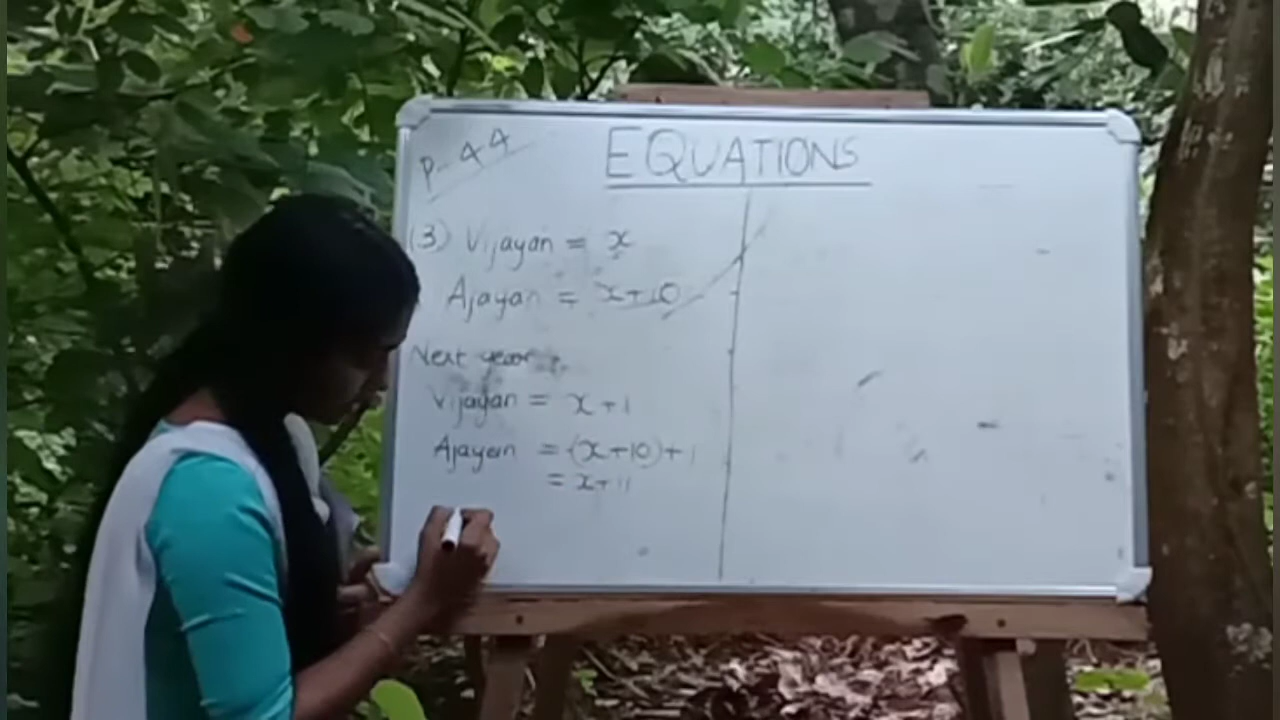 P-44
EQUATIONS
(3) Vijayan = x
Ajayan = x+10
Next year,
Vijayan = x+1
Ajayan = (x+10)+1
= x+11